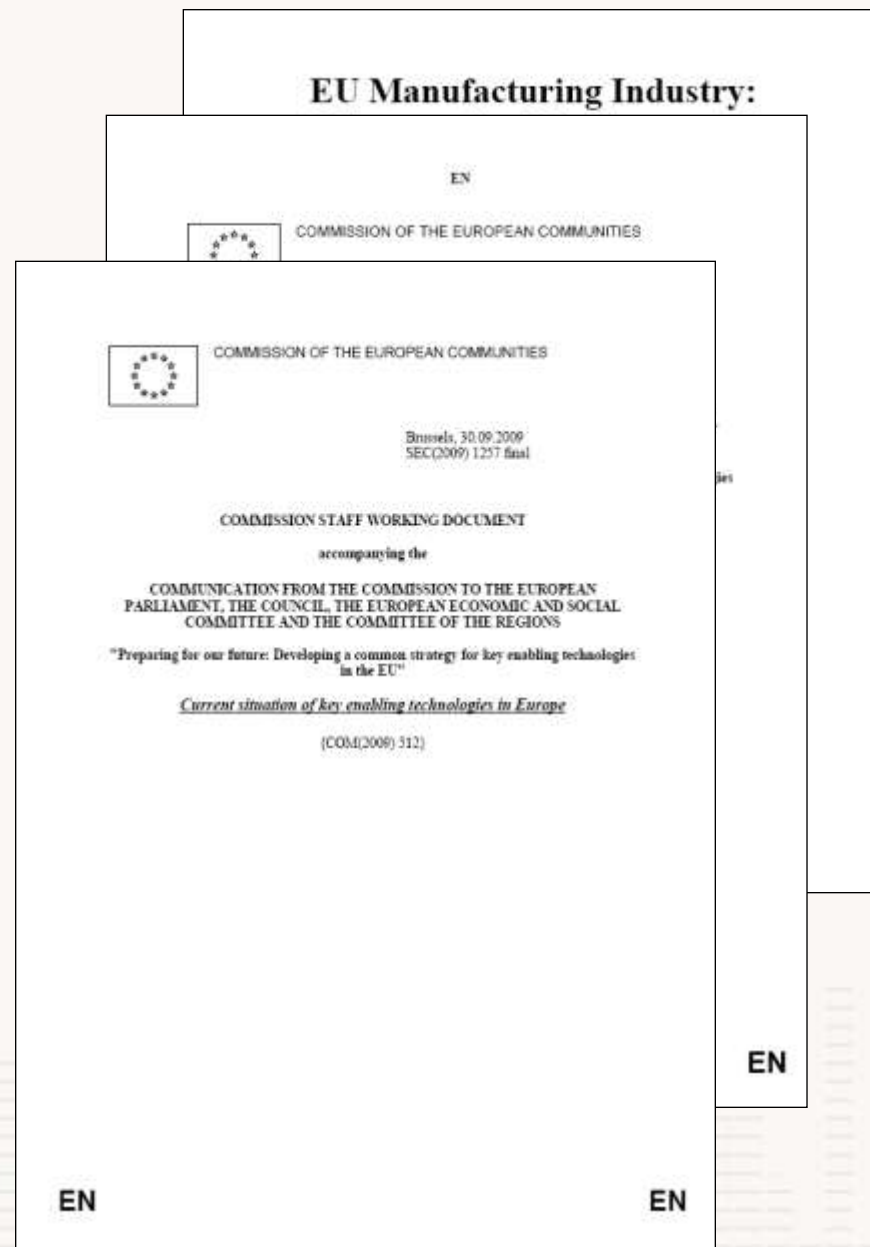 EU Manufacturing Industry:
EN
COMMISSION OF THE EUROPEAN COMMUNITIES
COMMISSION OF THE EUROPEAN COMMUNITIES
Brussels, 30.09.2009
SEC(2009) 1257 final
COMMISSION STAFF WORKING DOCUMENT
accompanying the
COMMUNICATION FROM THE COMMISSION TO THE EUROPEAN
PARLIAMENT, THE COUNCIL, THE EUROPEAN ECONOMIC AND SOCIAL
COMMITTEE AND THE COMMITTEE OF THE REGIONS
"Preparing for our future: Developing a common strategy for key enabling technologies
in the EU"
Current situation of key enabling technologies in Europe
{COM(2009) 512}
EN
EN
EN